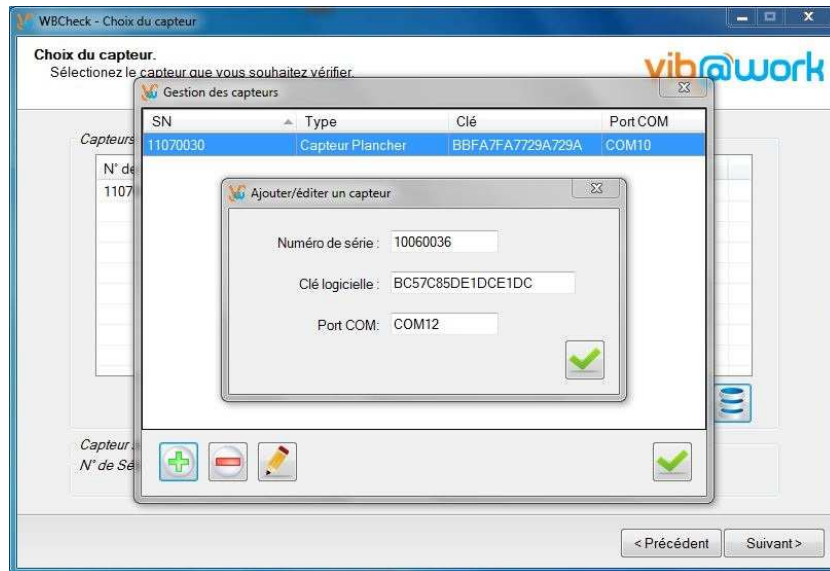 WBCheck - Choix du capteur
Choix du capteur.
Sélectionez le capteur que vous souhaitez vérifier.
vib@work
Gestion des capteurs
SN Type Clé Port COM
Capteurs
11070030 Capteur Plancher BBFA7FA7729A729A COM10
N° de
1107
Ajouter/éditer un capteur
Numéro de série : 10060036
Clé logicielle : BC57C85DE1DCE1DC
Port COM: COM12
Capteur
N° de Sé
< Précédent Suivant >